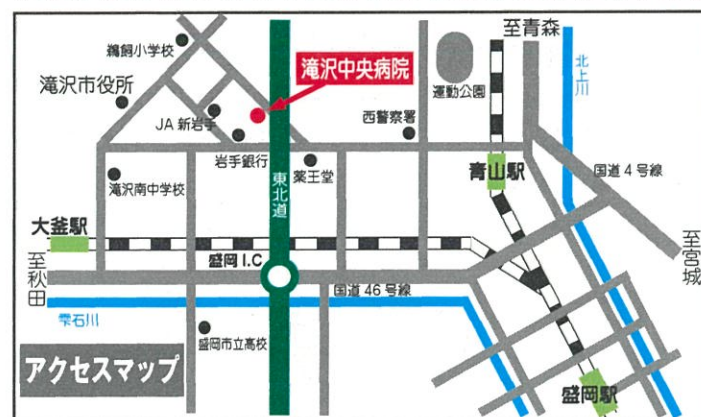 至青森
鵜飼小学校
北上川
滝沢中央病院
滝沢市役所
運動公園
JA 新岩手
西警察署
岩手銀行
薬王堂
青山駅
国道4号線
滝沢南中学校
東北道
大釜駅
至宮城
盛岡I.C
至秋田
国道46号線
雫石川
盛岡市立高校
アクセスマップ
盛岡駅